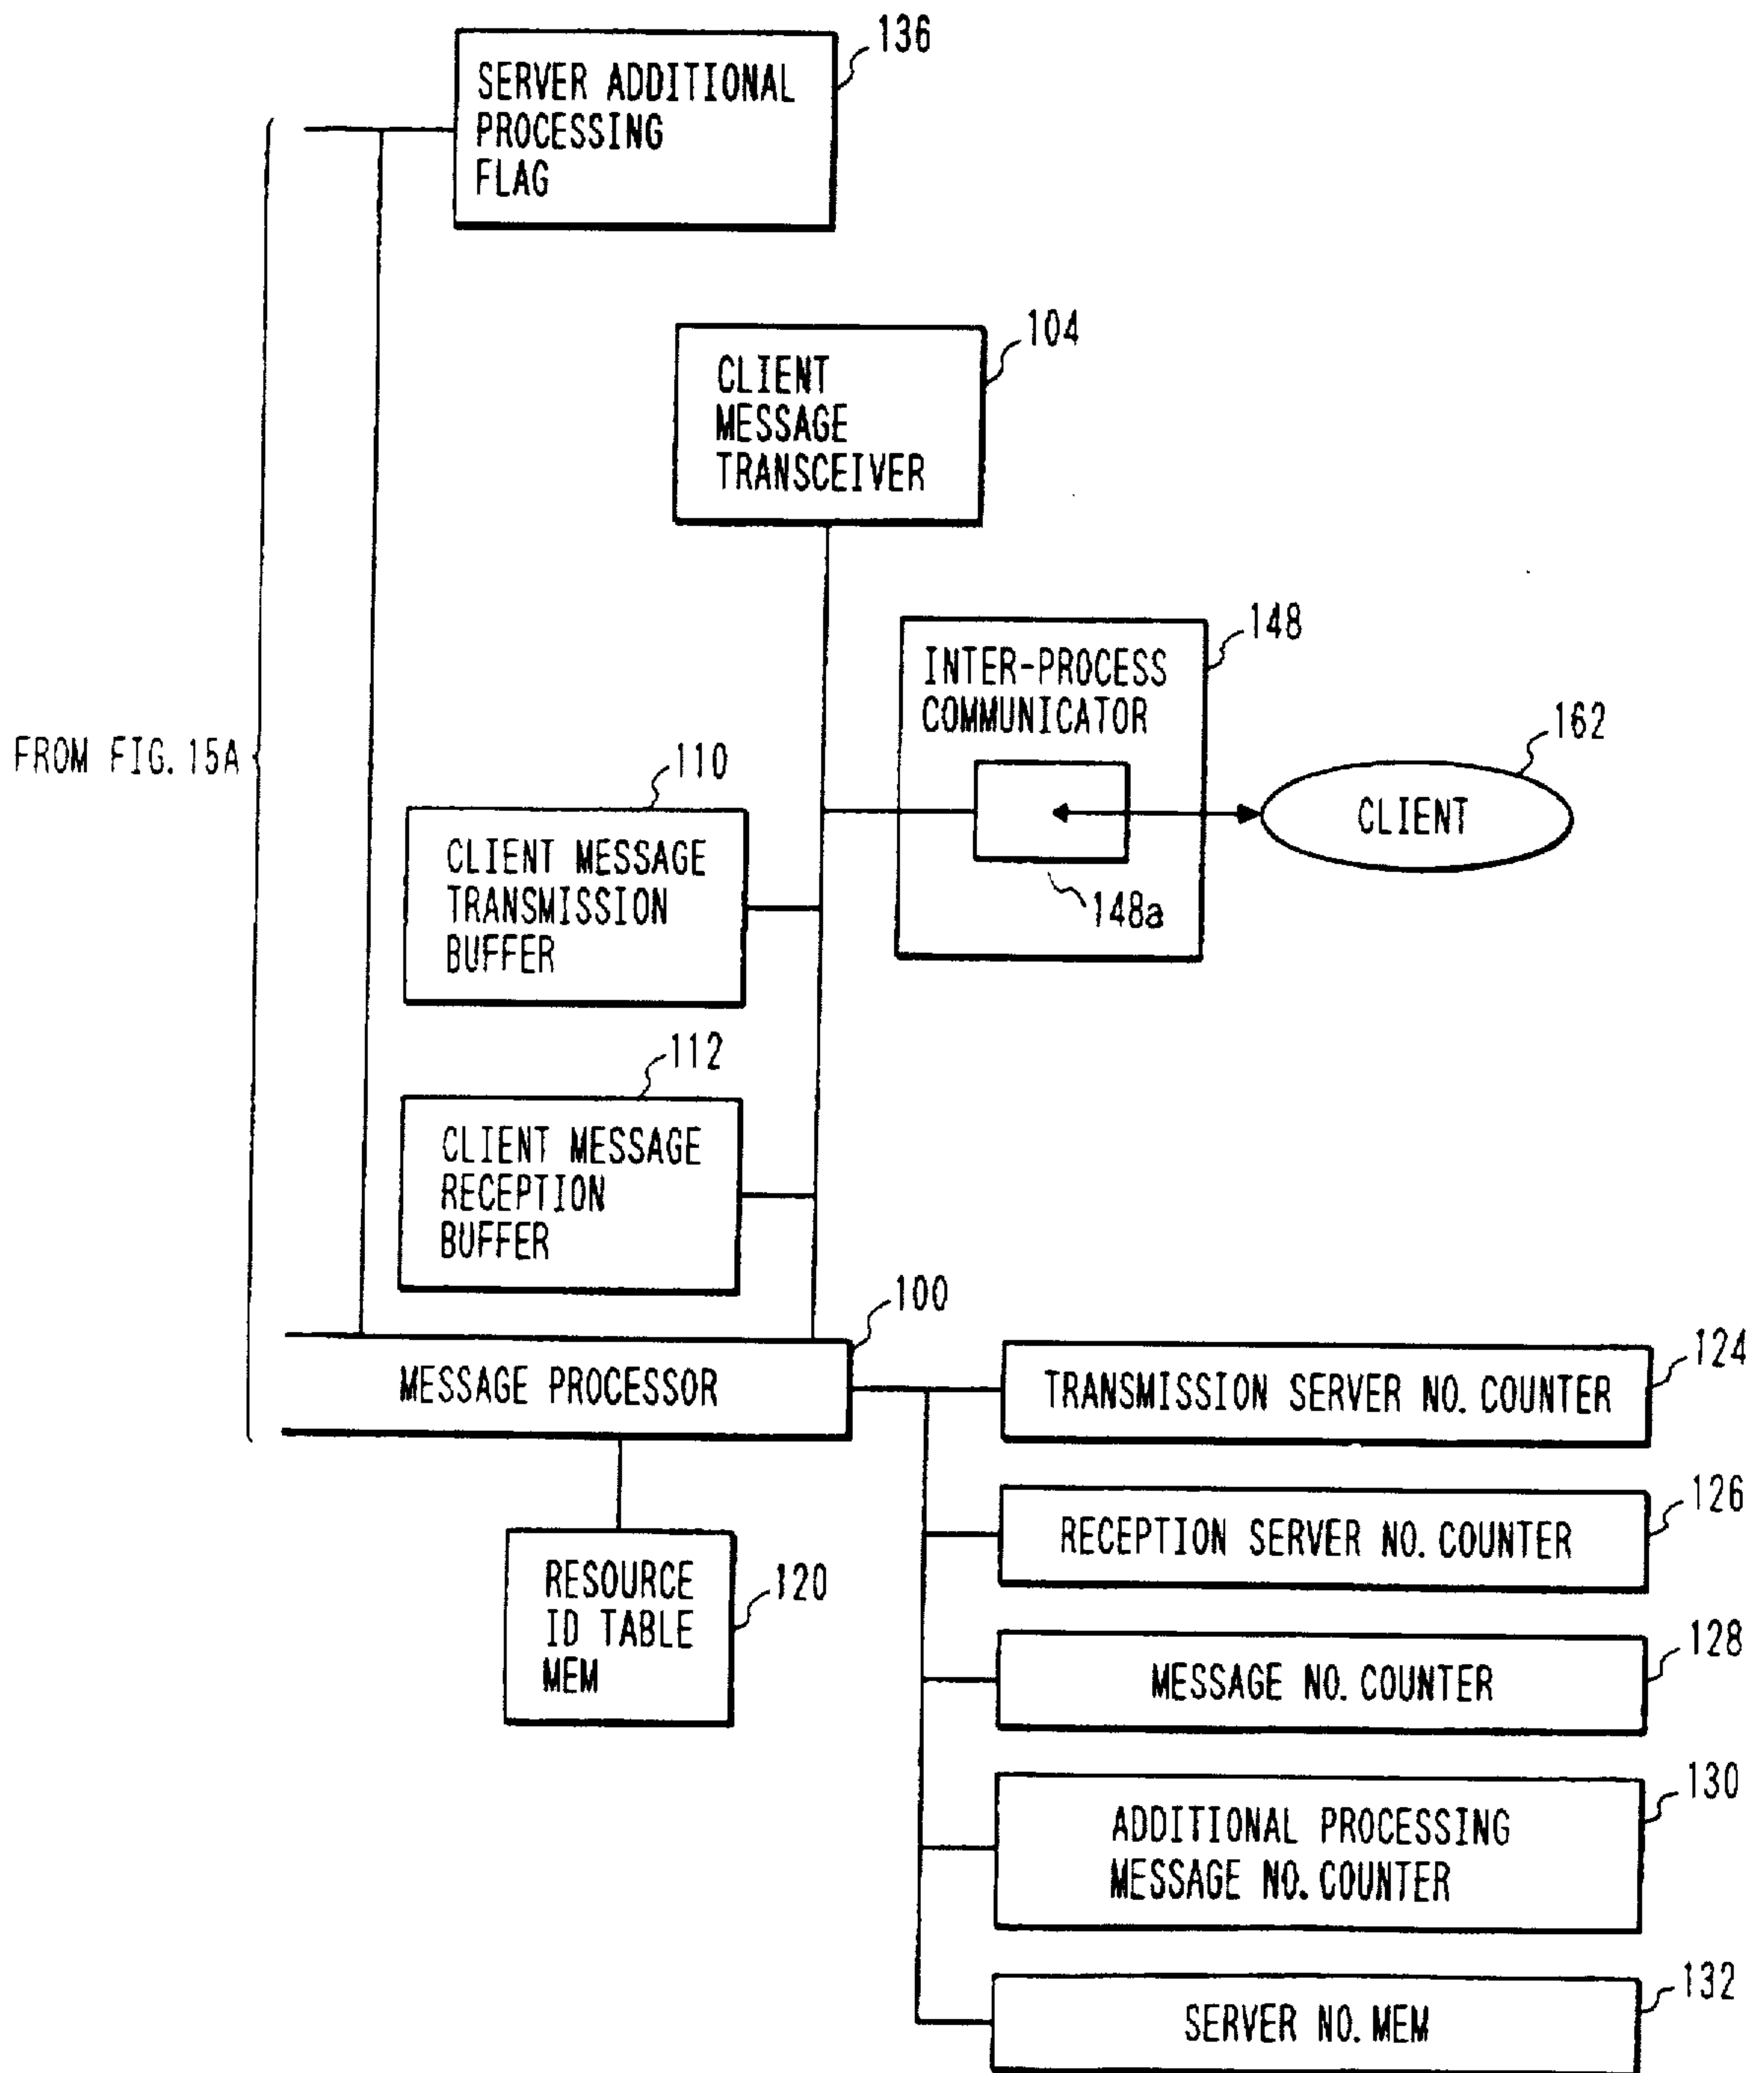 136
SERVER ADDITIONAL
PROCESSING
FLAG
104
CLIENT
MESSAGE
TRANSCEIVER
148
INTER-PROCESS
COMMUNICATOR
162
FROM FIG. 15A
CLIENT
148a
110
CLIENT MESSAGE
TRANSMISSION
BUFFER
112
CLIENT MESSAGE
RECEPTION
BUFFER
100
MESSAGE PROCESSOR
124
TRANSMISSION SERVER NO. COUNTER
126
RECEPTION SERVER NO. COUNTER
RESOURCE
ID TABLE
MEM
120
128
MESSAGE NO. COUNTER
130
ADDITIONAL PROCESSING
MESSAGE NO. COUNTER
132
SERVER NO. MEM